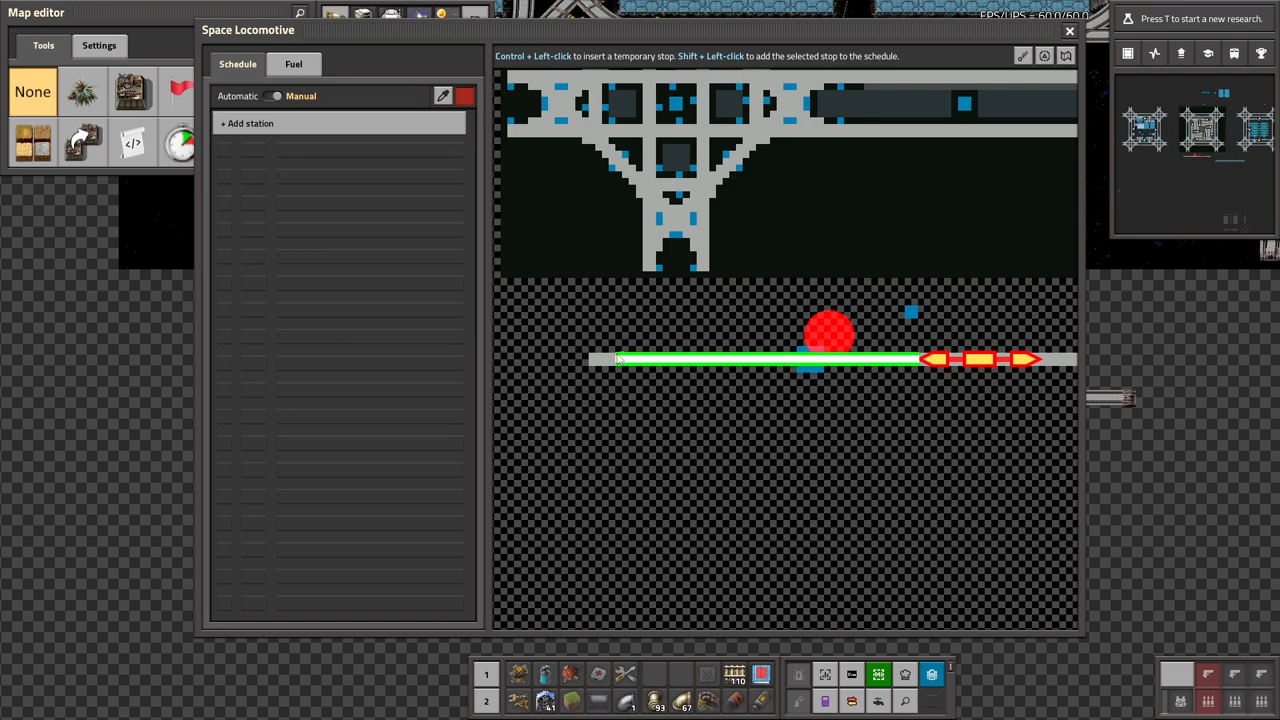 Map editor
Tools
Settings
None
Space Locomotive
EPS/UPS = 60.0/60.0
Press T to start a new research.
Schedule
Fuel
Control + Left-click to insert a temporary stop. Shift + Left-click to add the selected stop to the schedule.
Automatic
Manual
+ Add station
1
110
2
41
1
93
67